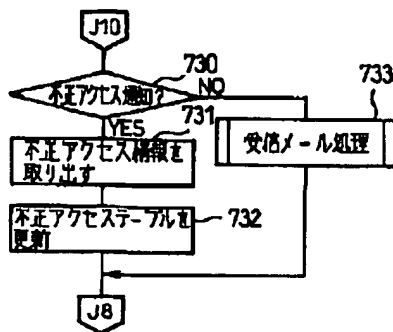 J10
730
不正アクセス通知?
NO
733
YES
731
受信メール処理
不正アクセス情報を
取り出す
不正アクセステーブルを
更新
732
J8